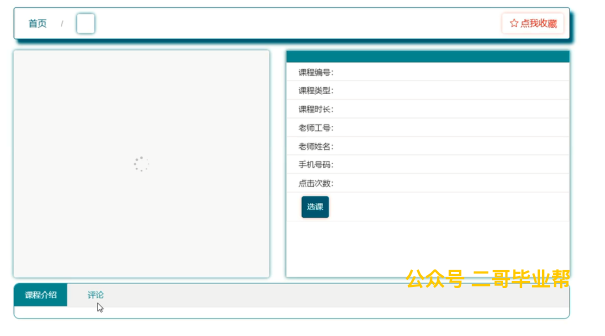 首页 /
☆ 点我收藏
课程编号：
课程类型：
课程时长：
老师工号：
老师姓名：
手机号码：
点击次数：
选课
公众号 二哥毕业帮
课程介绍 评论